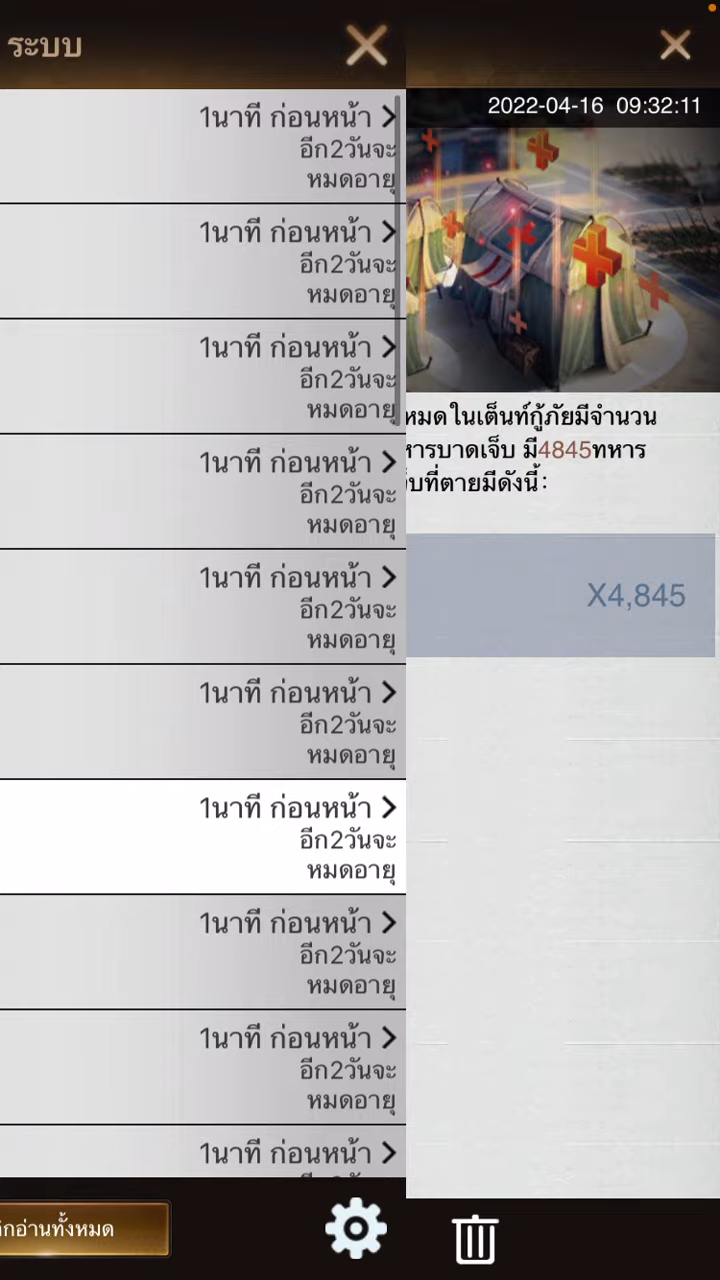 ระบบ
1นาที ก่อนหน้า
อีก2วันจะ
หมดอายุ
1นาที ก่อนหน้า
อีก2วันจะ
หมดอายุ
1นาที ก่อนหน้า
อีก2วันจะ
หมดอายุ
1นาที ก่อนหน้า
อีก2วันจะ
หมดอายุ
1นาที ก่อนหน้า
อีก2วันจะ
หมดอายุ
1นาที ก่อนหน้า
อีก2วันจะ
หมดอายุ
1นาที ก่อนหน้า
อีก2วันจะ
หมดอายุ
1นาที ก่อนหน้า
อีก2วันจะ
หมดอายุ
1นาที ก่อนหน้า
อีก2วันจะ
หมดอายุ
1นาที ก่อนหน้า
อ่านทั้งหมด
2022-04-16 09:32:11
หมดในเต็นท์กู้ภัยมีจำนวน
หารบาดเจ็บ มี4845ทหาร
็บที่ตายมีดังนี้:
X4,845